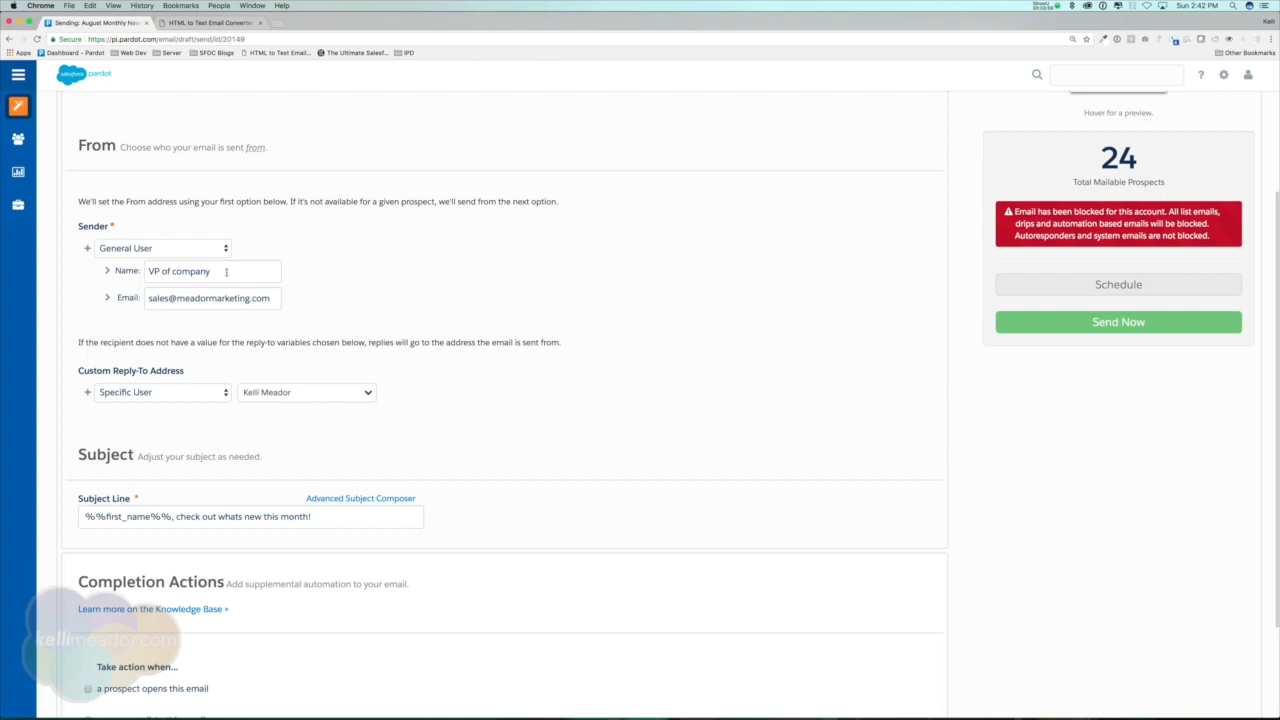 Chrome File Edit View History Bookmarks People Window Help
Sun 2:42 PM
Sending: August Monthly New
HTML to Text Email Converte
Kelli
Secure https://pi.pardot.com/email/draft/send/id/20149
Apps Dashboard - Pardot Web Dev Server SFDC Blogs HTML to Text Email... The Ultimate Salesf... IPD Other Bookmarks
salesforce pardot
?
Hover for a preview.
From Choose who your email is sent from.
24
Total Mailable Prospects
We'll set the From address using your first option below. If it's not available for a given prospect, we'll send from the next option.
Email has been blocked for this account. All list emails,
drips and automation based emails will be blocked.
Autoresponders and system emails are not blocked.
Sender *
General User
Name: VP of company
Email: sales@meadormarketing.com
Schedule
Send Now
If the recipient does not have a value for the reply-to variables chosen below, replies will go to the address the email is sent from.
Custom Reply-To Address
Specific User Kelli Meador
Subject Adjust your subject as needed.
Subject Line * Advanced Subject Composer
%%first_name%%, check out whats new this month!
Completion Actions Add supplemental automation to your email.
Learn more on the Knowledge Base »
kellimeador.com
Take action when...
a prospect opens this email